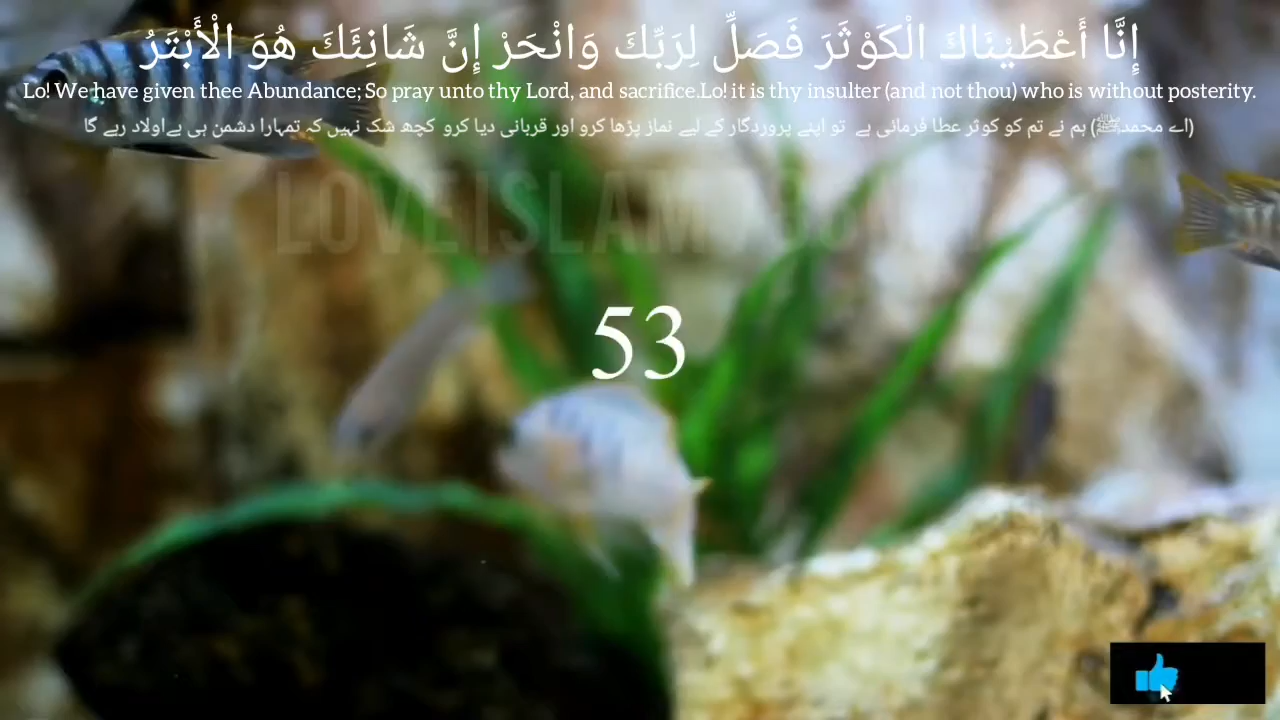 إِنَّا أَعْطَيْنَاكَ الْكَوْثَرَ فَصَلِّ لِرَبِّكَ وَانْحَرْ إِنَّ شَانِئَكَ هُوَ الْأَبْتَرُ
Lo! We have given thee Abundance; So pray unto thy Lord, and sacrifice.Lo! it is thy insulter (and not thou) who is without posterity.
(اے محمدﷺ) ہم نے تم کو کوثر عطا فرمائی ہے تو اپنے پروردگار کے لیے نماز پڑھا کرو اور قربانی دیا کرو کچھ شک نہیں کہ تمہارا دشمن ہی بےاولاد رہے گا
LOVE ISLAM
53